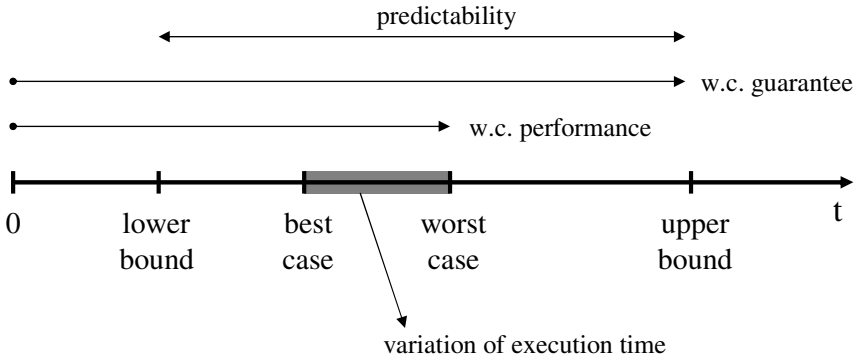 predictability
w.c. guarantee
w.c. performance
0
lower
bound
best
case
worst
case
upper
bound
t
variation of execution time